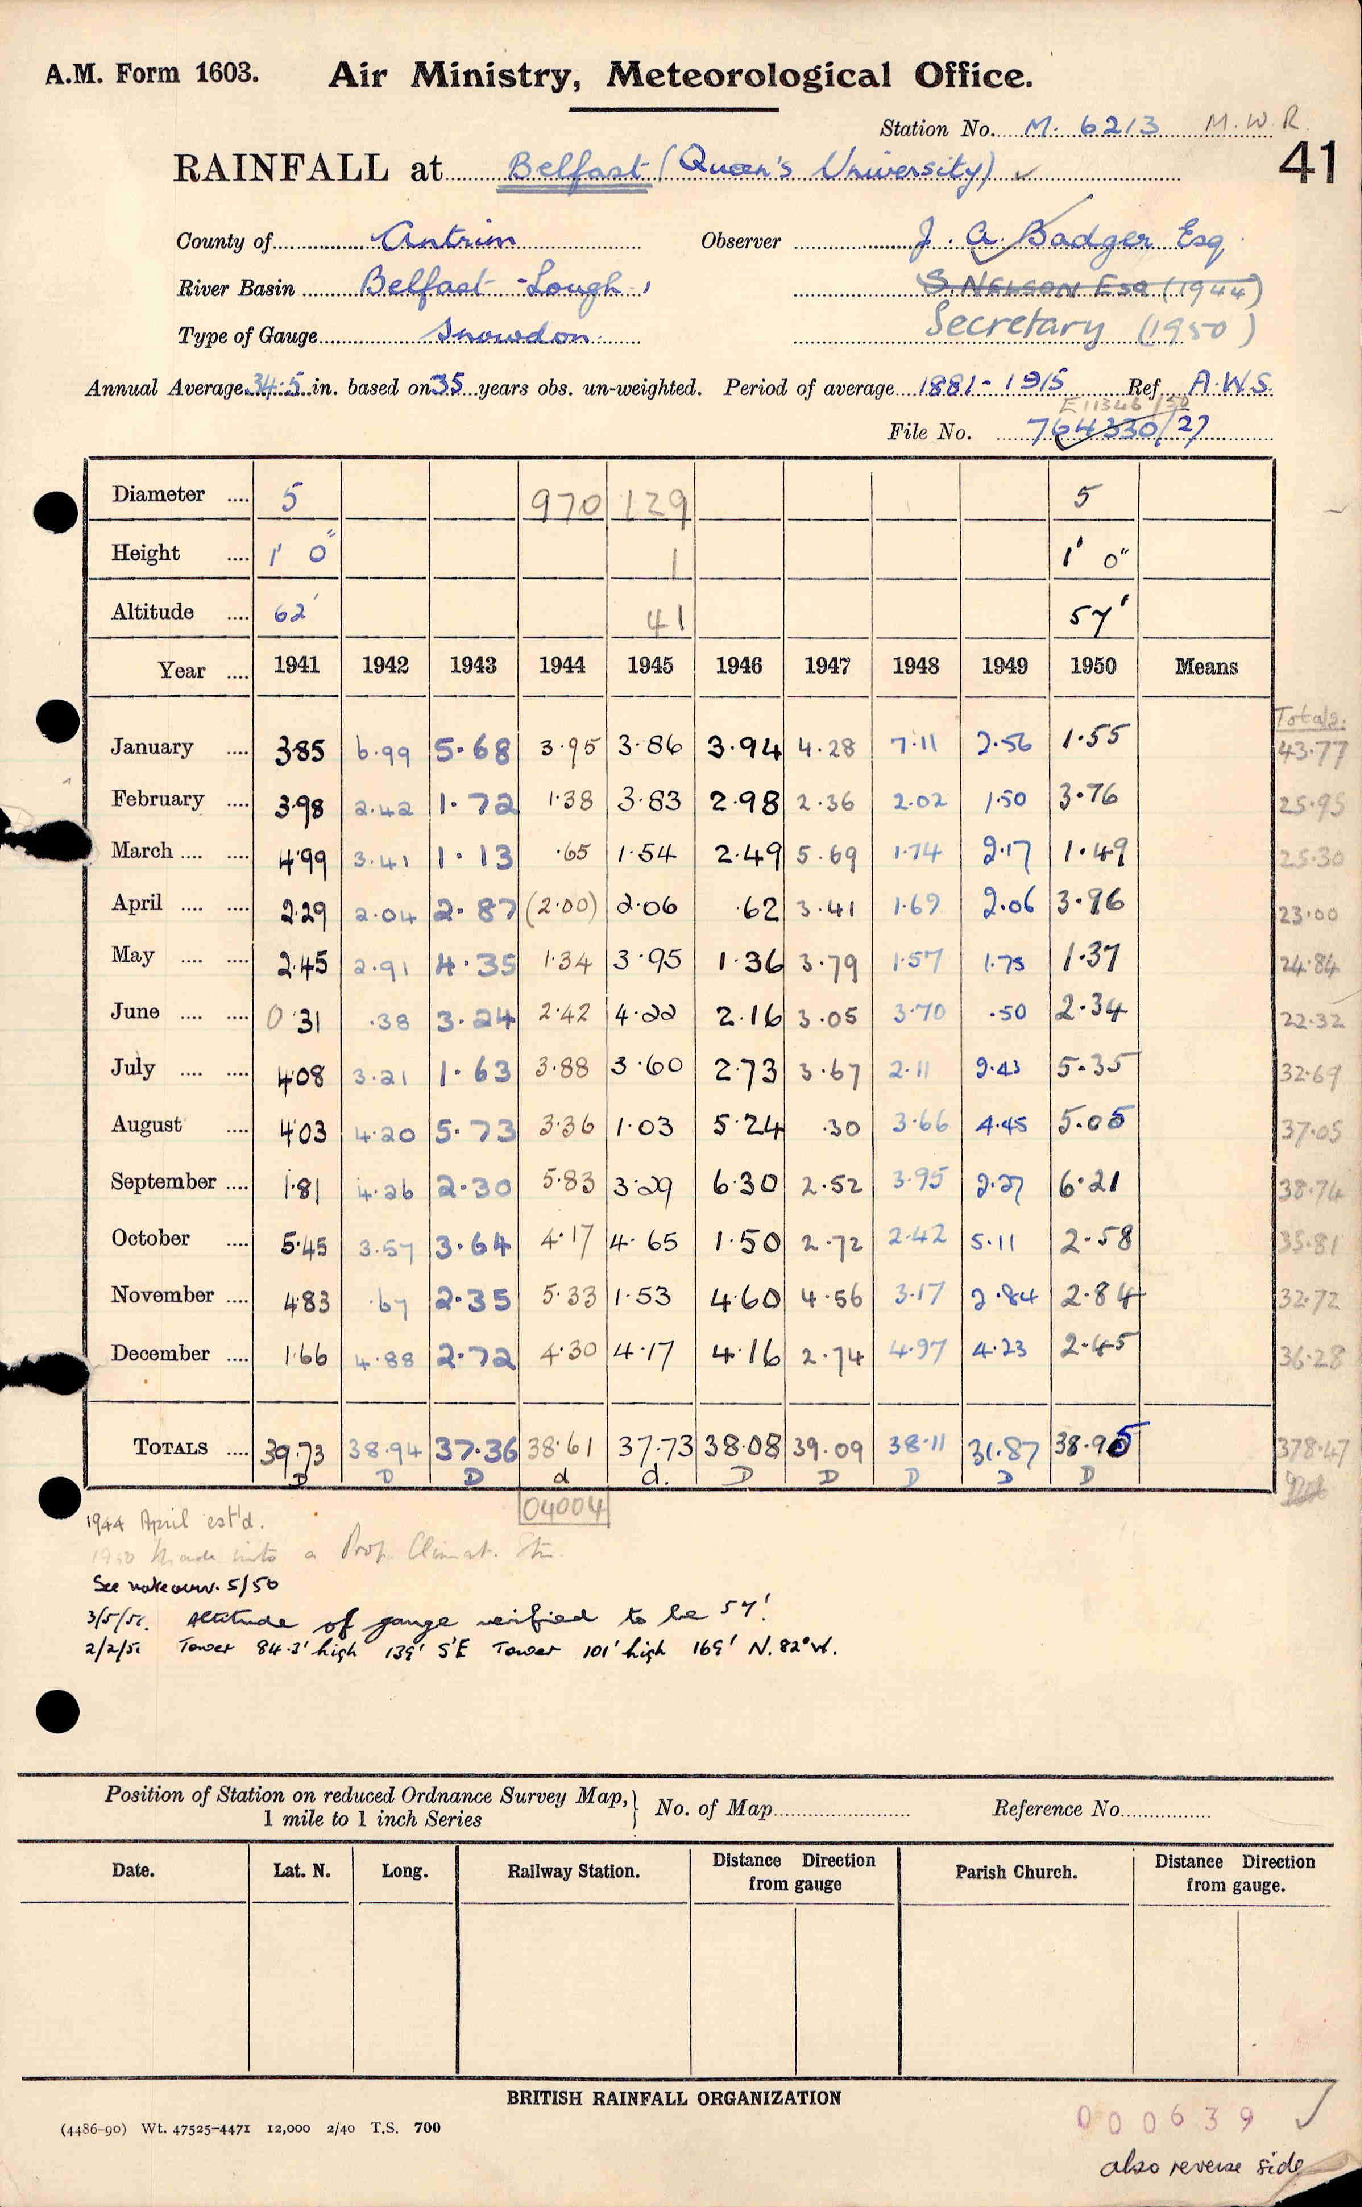 A.M. Form 1603. Air Ministry, Meteorological Office.
Station No. M. 6213 M.W.R.
RAINFALL at Belfast (Queen's University) ✓ 41
County of Antrim Observer J. A. Badger Esq
River Basin Belfast Lough S. NELSON ESQ (1944)
Type of Gauge Snowdon Secretary (1950)
Annual Average 34.5 in. based on 35 years obs. un-weighted. Period of average 1881-1915 Ref A.W.S.
E11346/50
File No. 764330/27
Diameter .... 5 970 129 5
Height .... 1' 0" 1 1' 0"
Altitude .... 62' 41 57'
Year .... 1941 1942 1943 1944 1945 1946 1947 1948 1949 1950 Means
Totals:
January .... 3.85 6.99 5.68 3.95 3.86 3.94 4.28 7.11 2.56 1.55 43.77
February .... 3.98 2.42 1.72 1.38 3.83 2.98 2.36 2.02 1.50 3.76 25.95
March .... .... 4.99 3.41 1.13 .65 1.54 2.49 5.69 1.74 2.17 1.49 25.30
April .... .... 2.29 2.04 2.87 (2.00) 2.06 .62 3.41 1.69 2.06 3.96 23.00
May .... .... 2.45 2.91 4.35 1.34 3.95 1.36 3.79 1.57 1.75 1.37 24.84
June .... .... 0.31 .38 3.24 2.42 4.22 2.16 3.05 3.70 .50 2.34 22.32
July .... .... 4.08 3.21 1.63 3.88 3.60 2.73 3.67 2.11 2.43 5.35 32.69
August .... 4.03 4.20 5.73 3.36 1.03 5.24 .30 3.66 4.45 5.05 37.05
September .... 1.81 4.26 2.30 5.83 3.29 6.30 2.52 3.95 2.27 6.21 38.74
October .... 5.45 3.57 3.64 4.17 4.65 1.50 2.72 2.42 5.11 2.58 35.81
November .... 4.83 .67 2.35 5.33 1.53 4.60 4.56 3.17 2.84 2.84 32.72
December .... 1.66 4.88 2.72 4.30 4.17 4.16 2.74 4.97 4.23 2.45 36.28
TOTALS .... 39.73 38.94 37.36 38.61 37.73 38.08 39.09 38.11 31.87 38.95 378.47
D D D d d. D D D D D
04004
1944 April est'd.
1950 Made into a Prop. Climat. Stn.
See note ov. 5/50
3/5/50. Altitude of gauge verified to be 57'.
2/2/51 Tower 84.3' high 139' S'E Tower 101' high 169' N. 82° W.
Position of Station on reduced Ordnance Survey Map,} No. of Map Reference No.
1 mile to 1 inch Series
Date. Lat. N. Long. Railway Station. Distance Direction from gauge Parish Church. Distance Direction from gauge.
BRITISH RAINFALL ORGANIZATION
(4486-90) Wt. 47525-4471 12,000 2/40 T.S. 700
000639 ✓
also reverse side